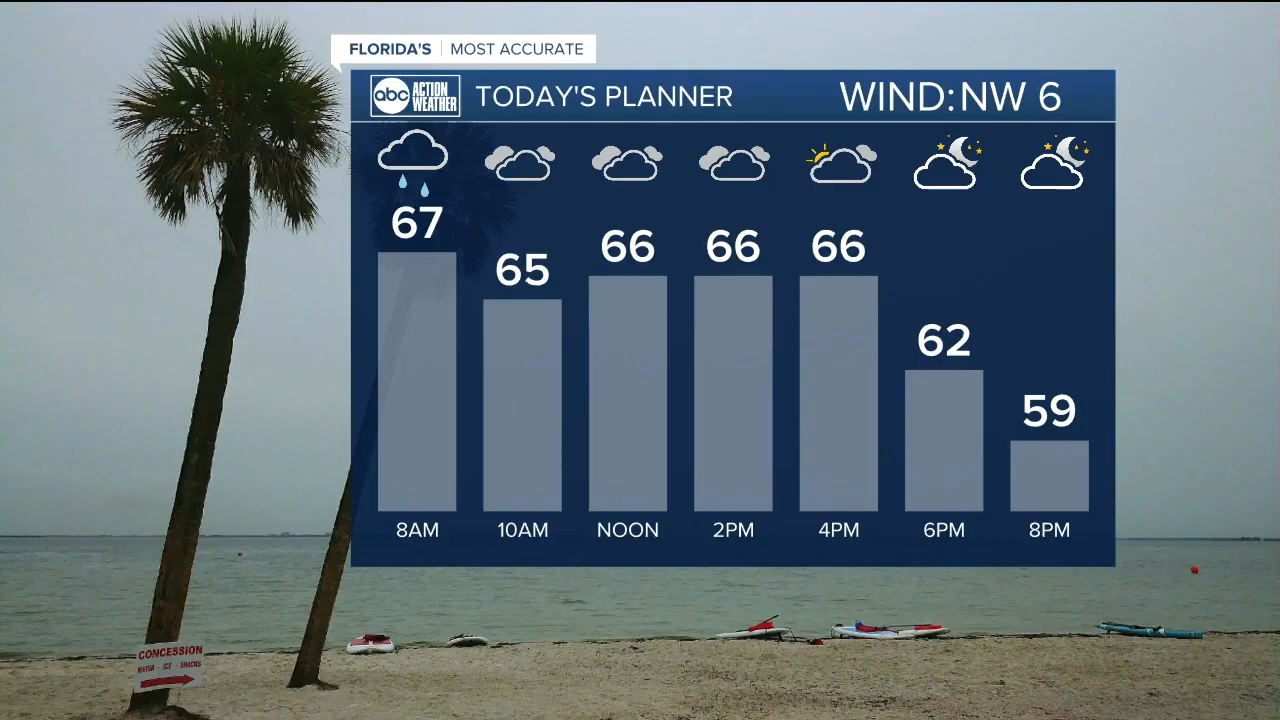 FLORIDA'S MOST ACCURATE
abc ACTION WEATHER TODAY'S PLANNER WIND: NW 6
67 65 66 66 66 62 59
8AM 10AM NOON 2PM 4PM 6PM 8PM
CONCESSION
WATER - ICE - SNACKS